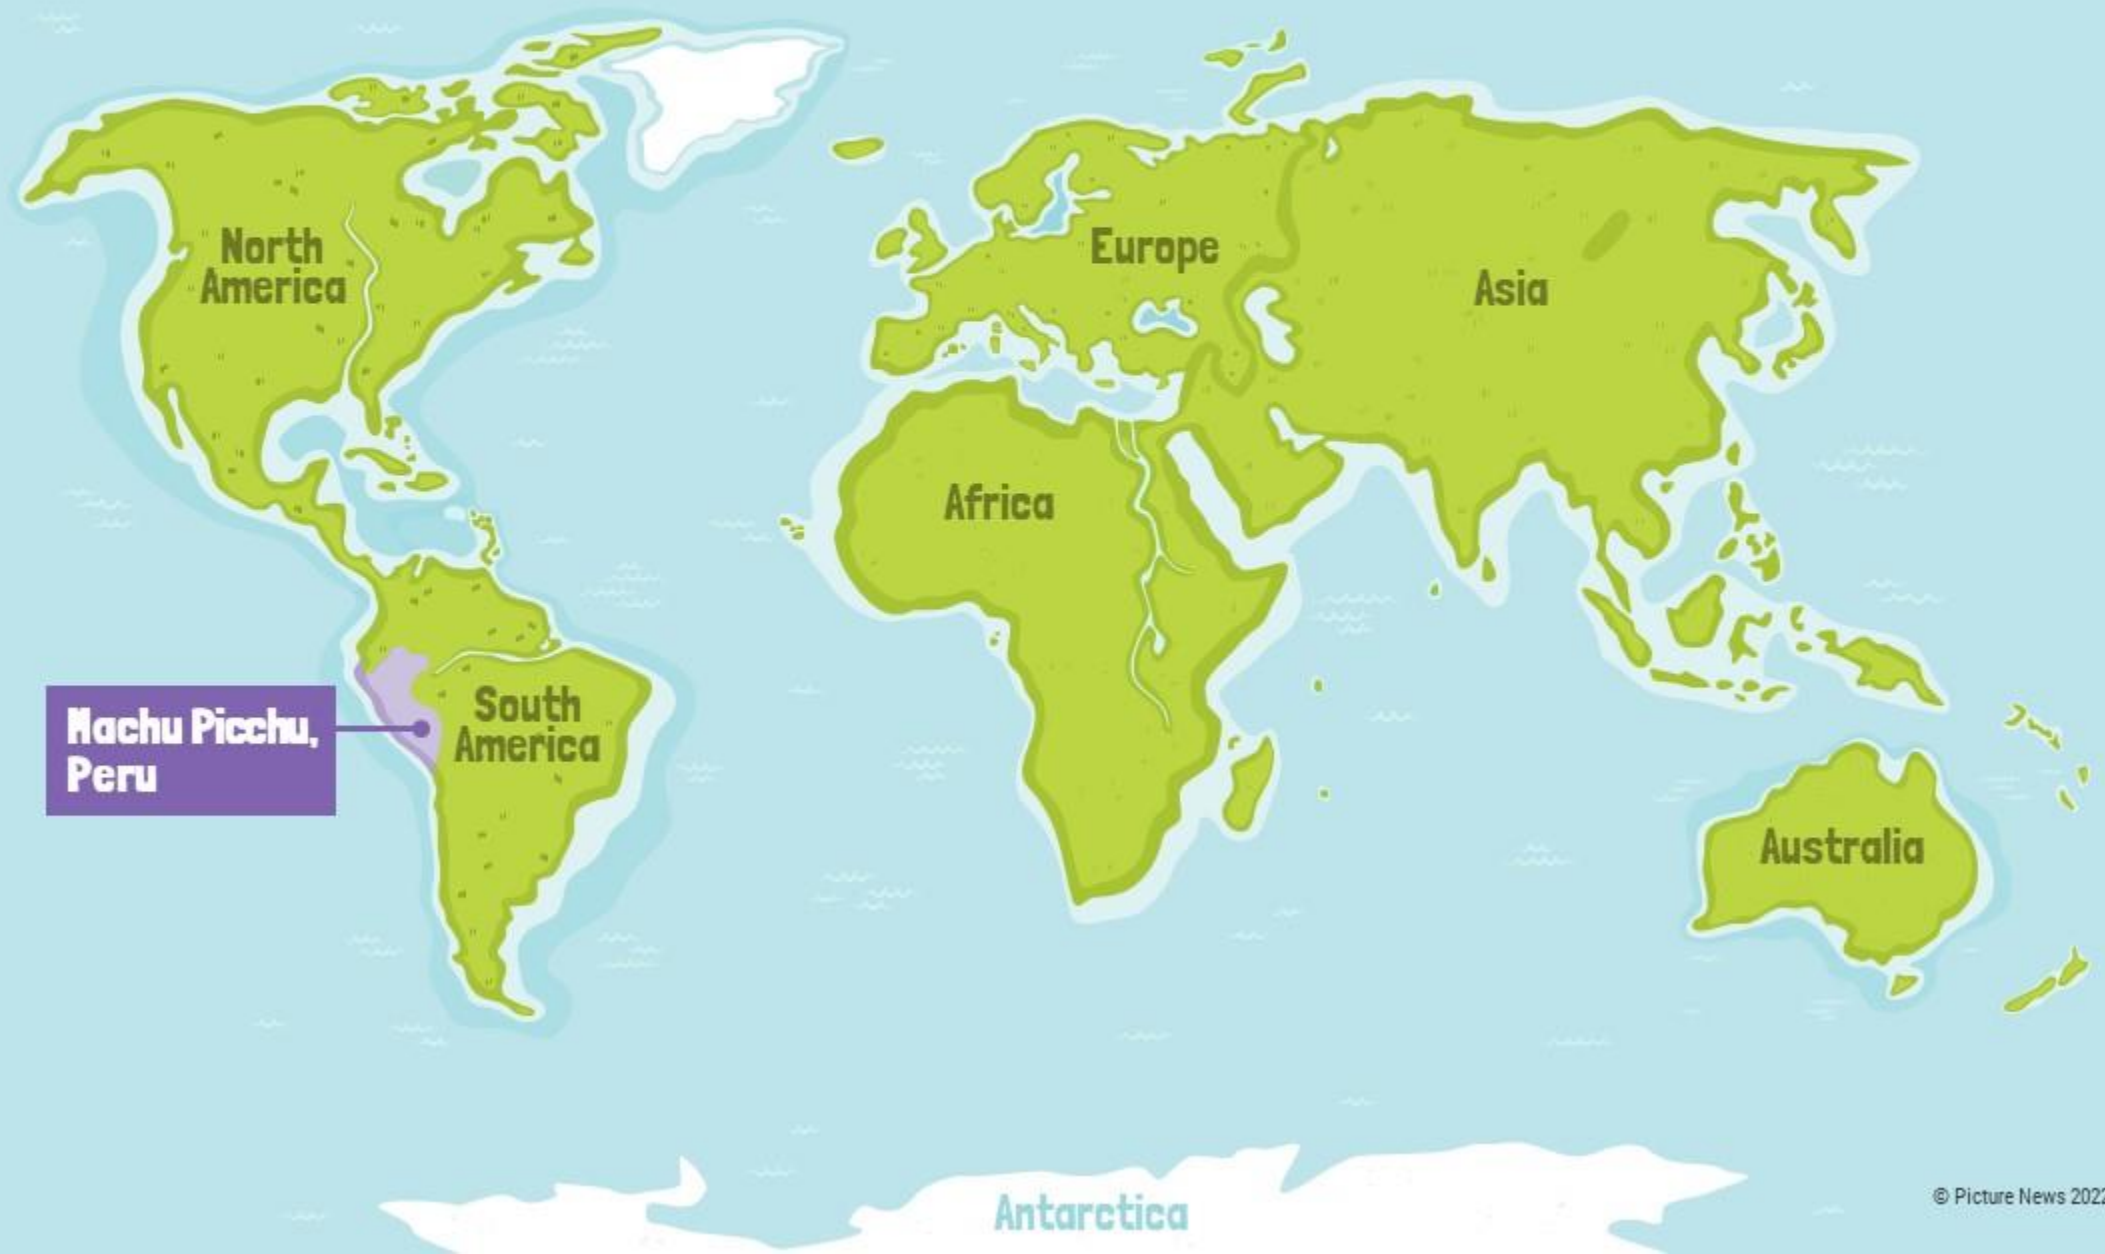 North
America
Europe
Asia
Africa
South
America
Machu Picchu,
Peru
Australia
Antarctica
© Picture News 2022